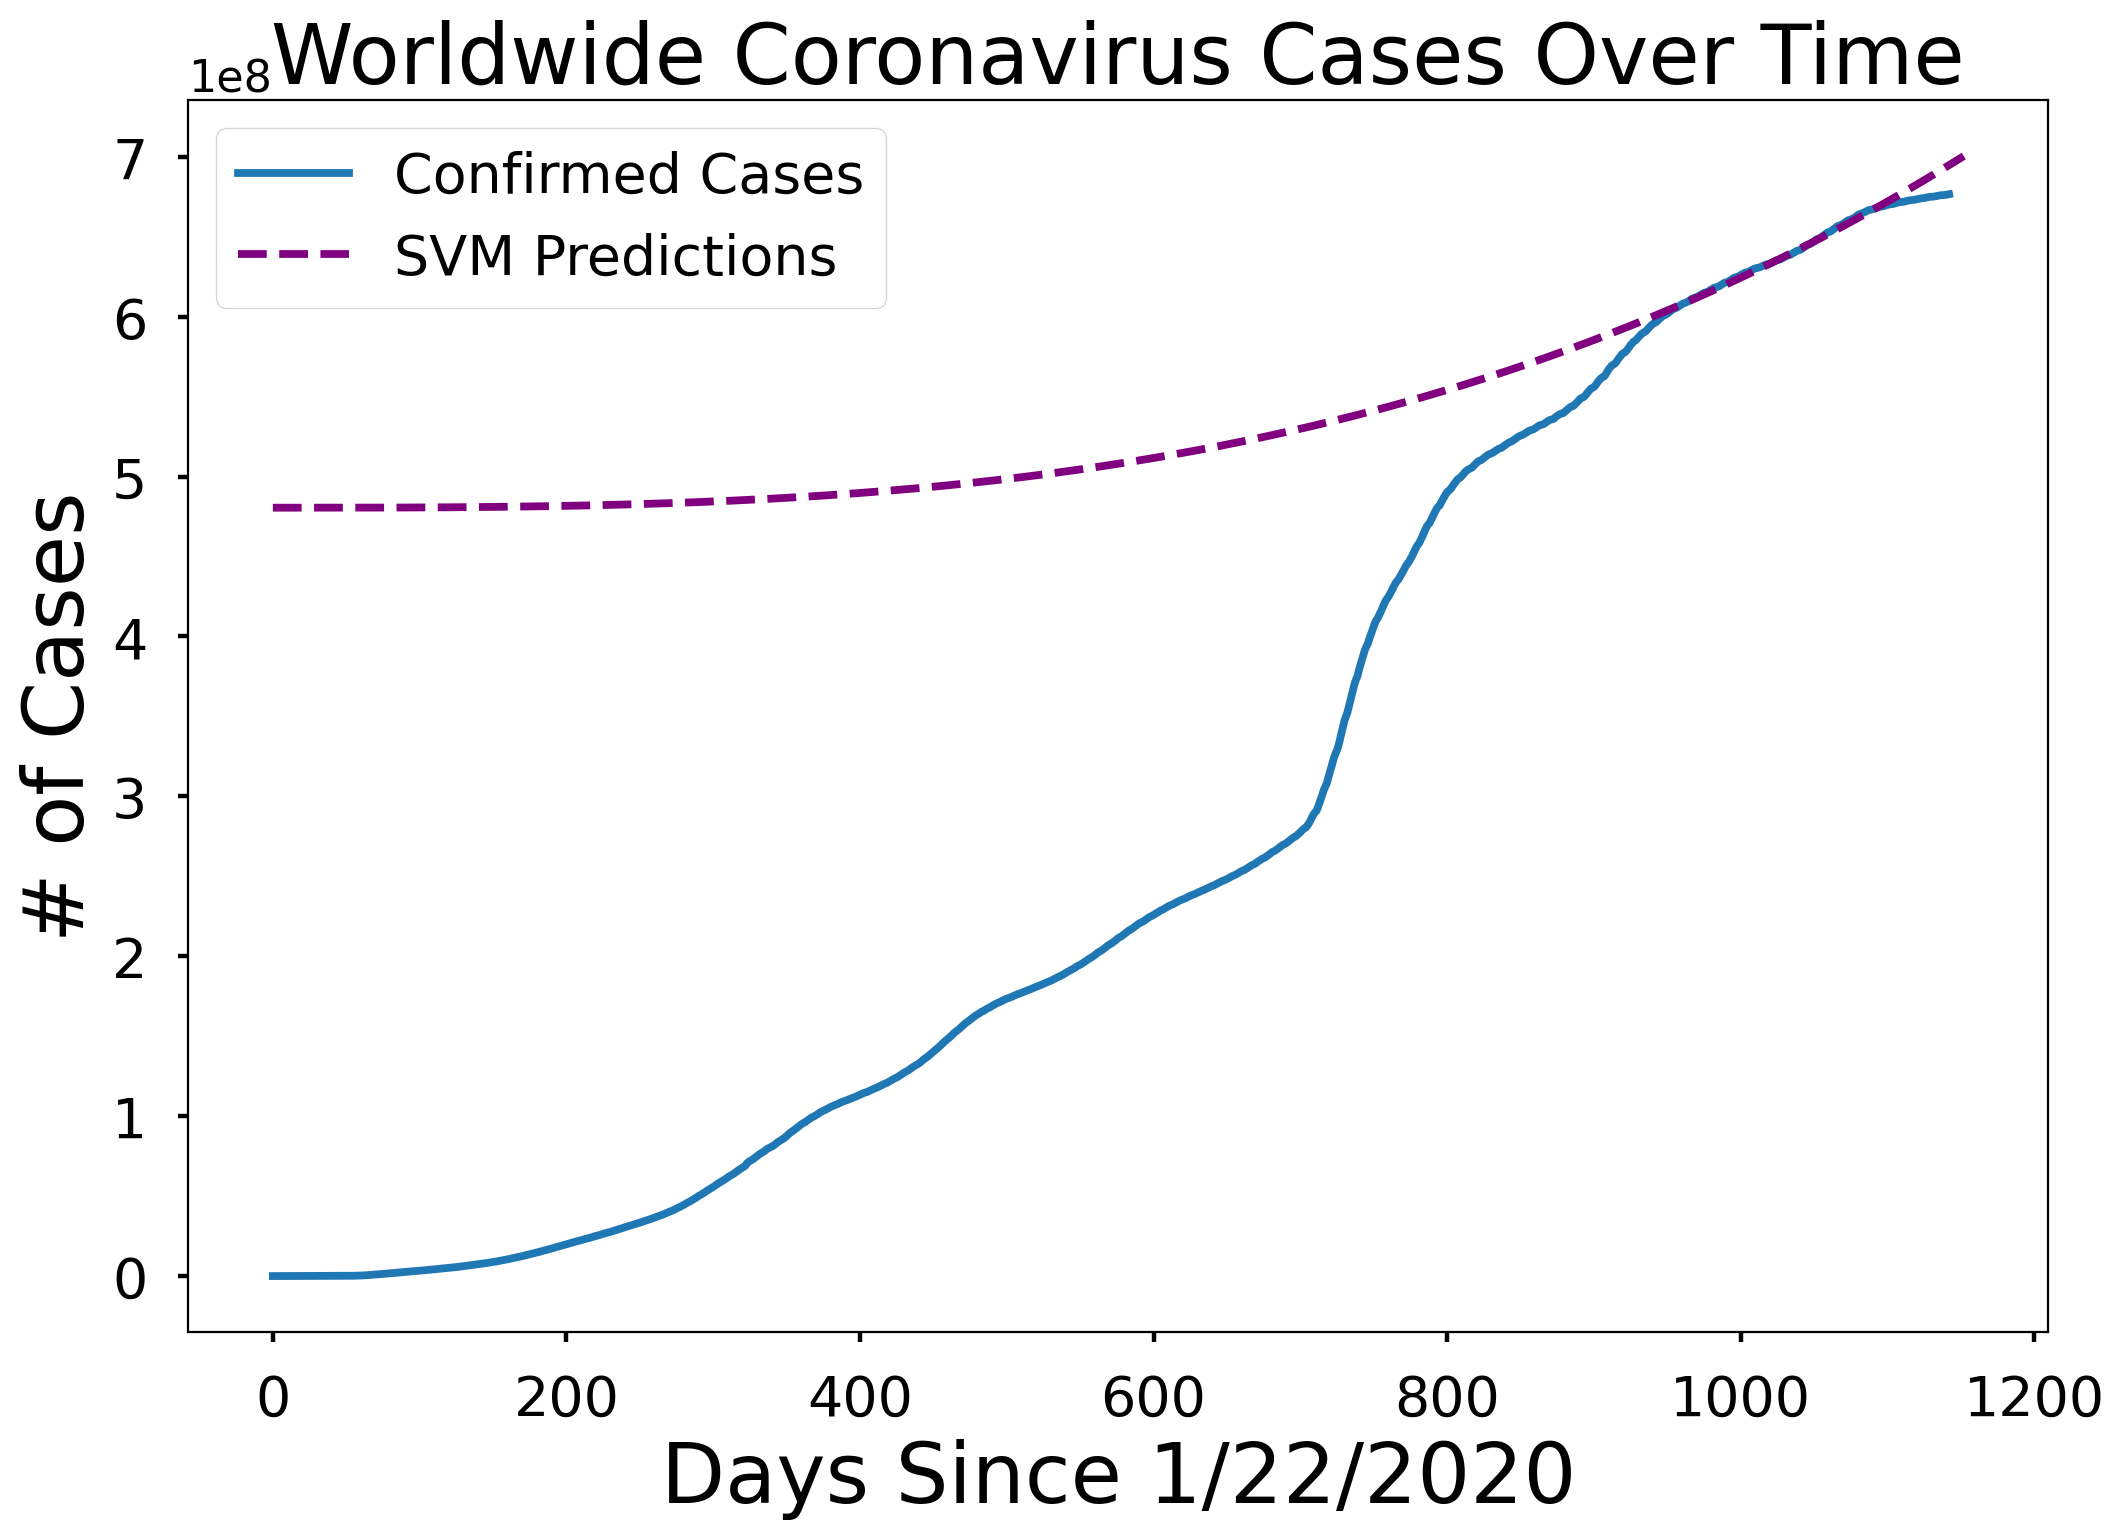 Worldwide Coronavirus Cases Over Time
1e8
Confirmed Cases
SVM Predictions
7
6
5
4
3
2
1
0
# of Cases
0 200 400 600 800 1000 1200
Days Since 1/22/2020